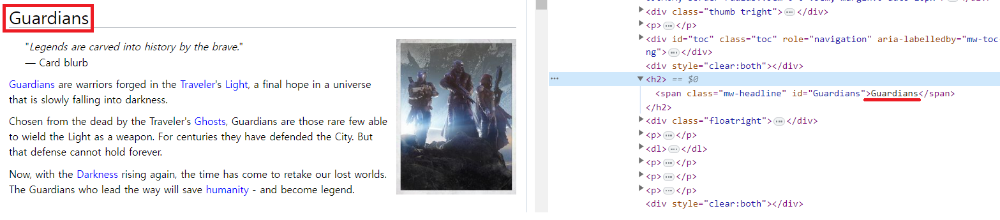 Guardians
"Legends are carved into history by the brave."
— Card blurb
Guardians are warriors forged in the Traveler's Light, a final hope in a universe
that is slowly falling into darkness.
Chosen from the dead by the Traveler's Ghosts, Guardians are those rare few able
to wield the Light as a weapon. For centuries they have defended the City. But
that defense cannot hold forever.
Now, with the Darkness rising again, the time has come to retake our lost worlds.
The Guardians who lead the way will save humanity - and become legend.
<div class="thumb tright">⋯</div>
<p>⋯</p>
<div id="toc" class="toc" role="navigation" aria-labelledby="mw-toc
ng">⋯</div>
<div style="clear:both"></div>
⋯ <h2> == $0
<span class="mw-headline" id="Guardians">Guardians</span>
</h2>
<div class="floatright">⋯</div>
<p>⋯</p>
<dl>⋯</dl>
<p>⋯</p>
<p>⋯</p>
<p>⋯</p>
<div style="clear:both"></div>